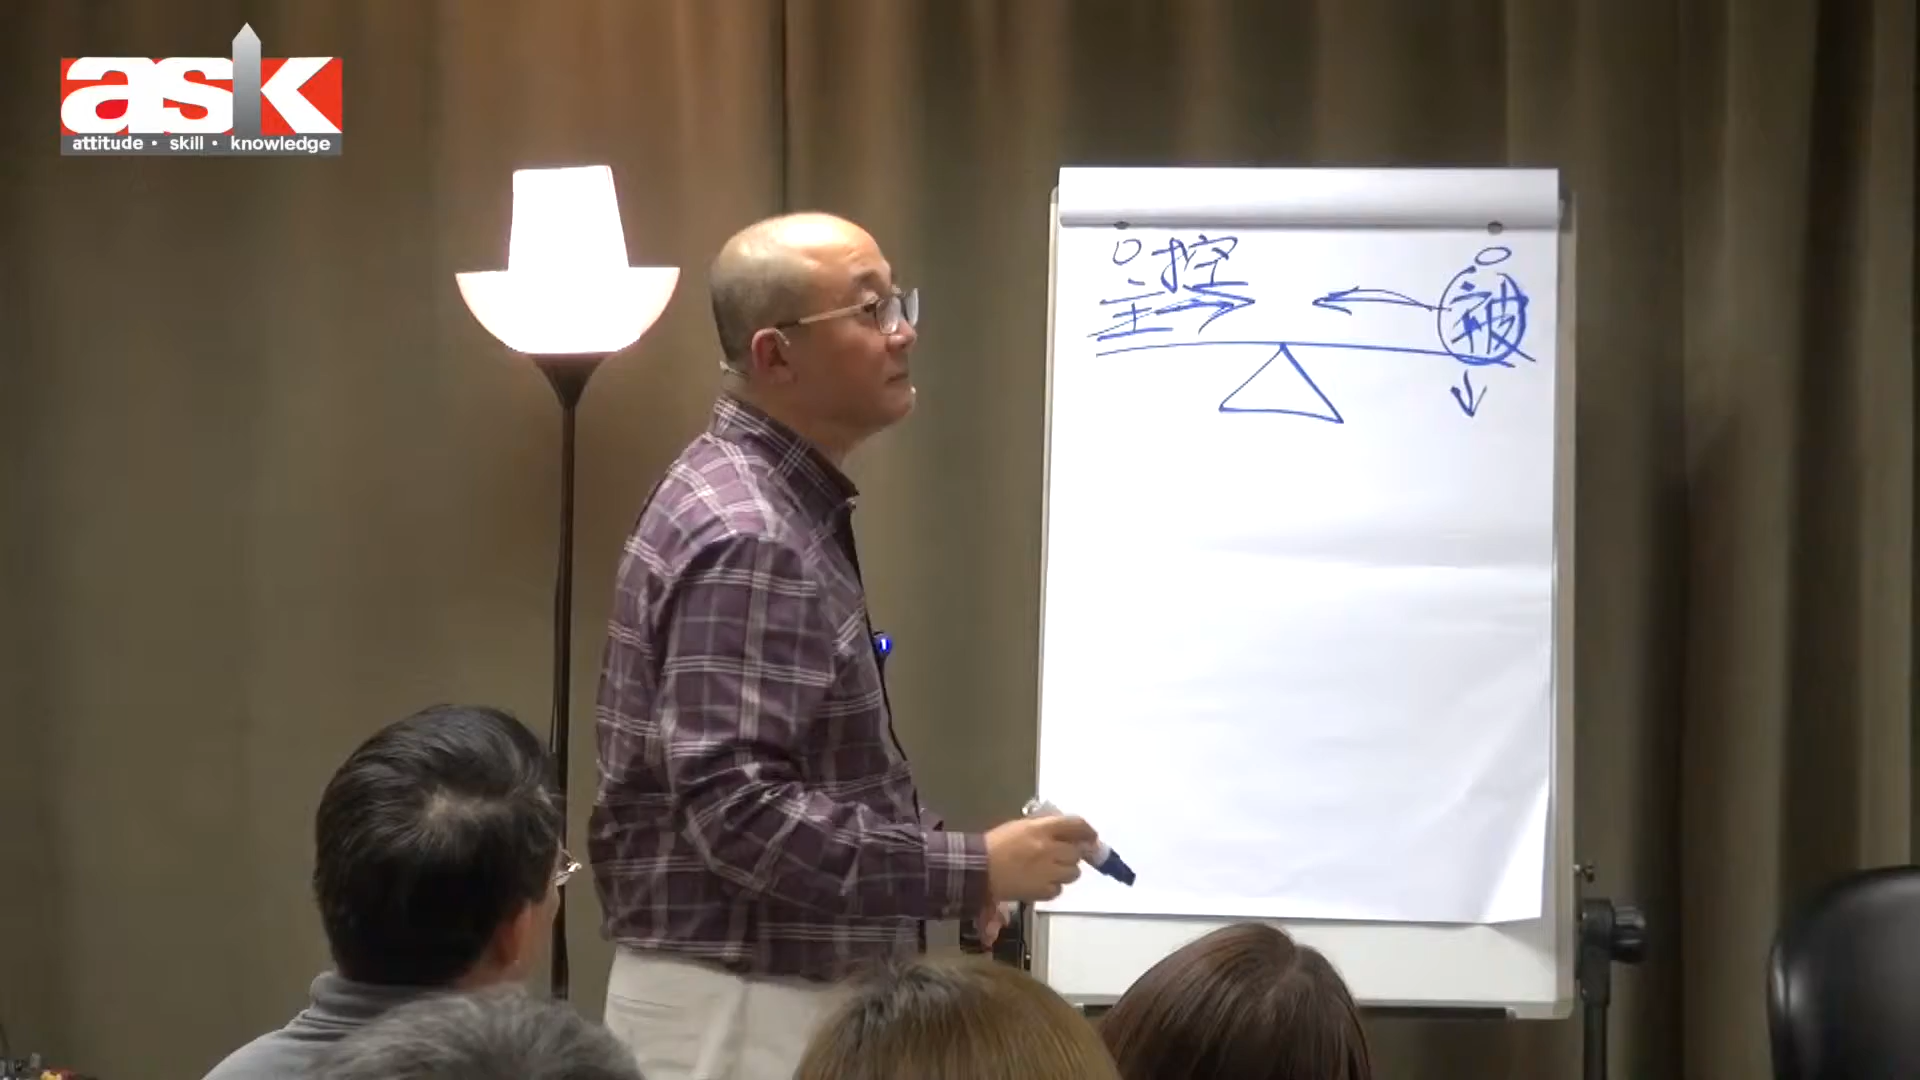 ask
attitude · skill · knowledge
主控
被